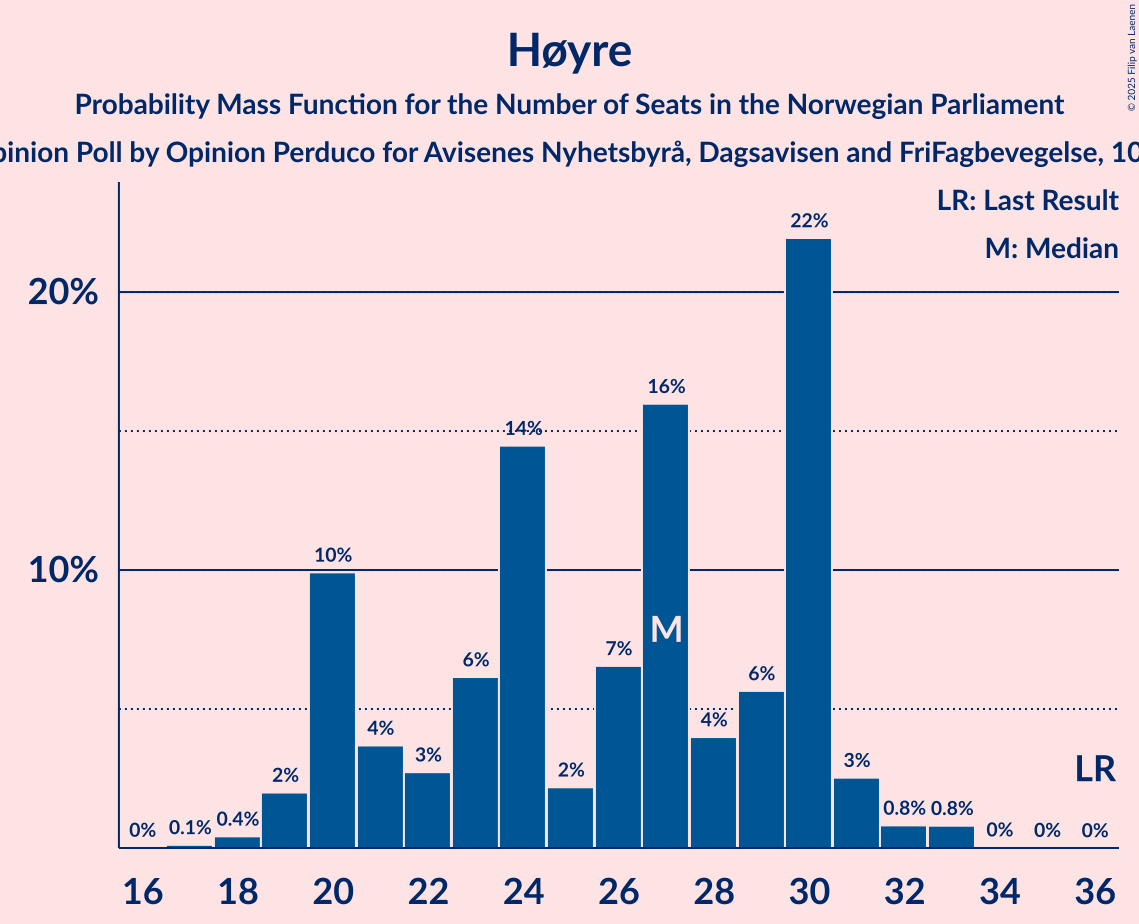 Høyre
Probability Mass Function for the Number of Seats in the Norwegian Parliament
pinion Poll by Opinion Perduco for Avisenes Nyhetsbyrå, Dagsavisen and FriFagbevegelse, 10
© 2025 Filip van Laenen
LR: Last Result
M: Median
22%
20%
16%
14%
10%
10%
M
7%
6%
6%
4%
4%
3%
3%
2%
2%
LR
0.8%
0.8%
0.4%
0.1%
0%
0%
0%
0%
16 18 20 22 24 26 28 30 32 34 36